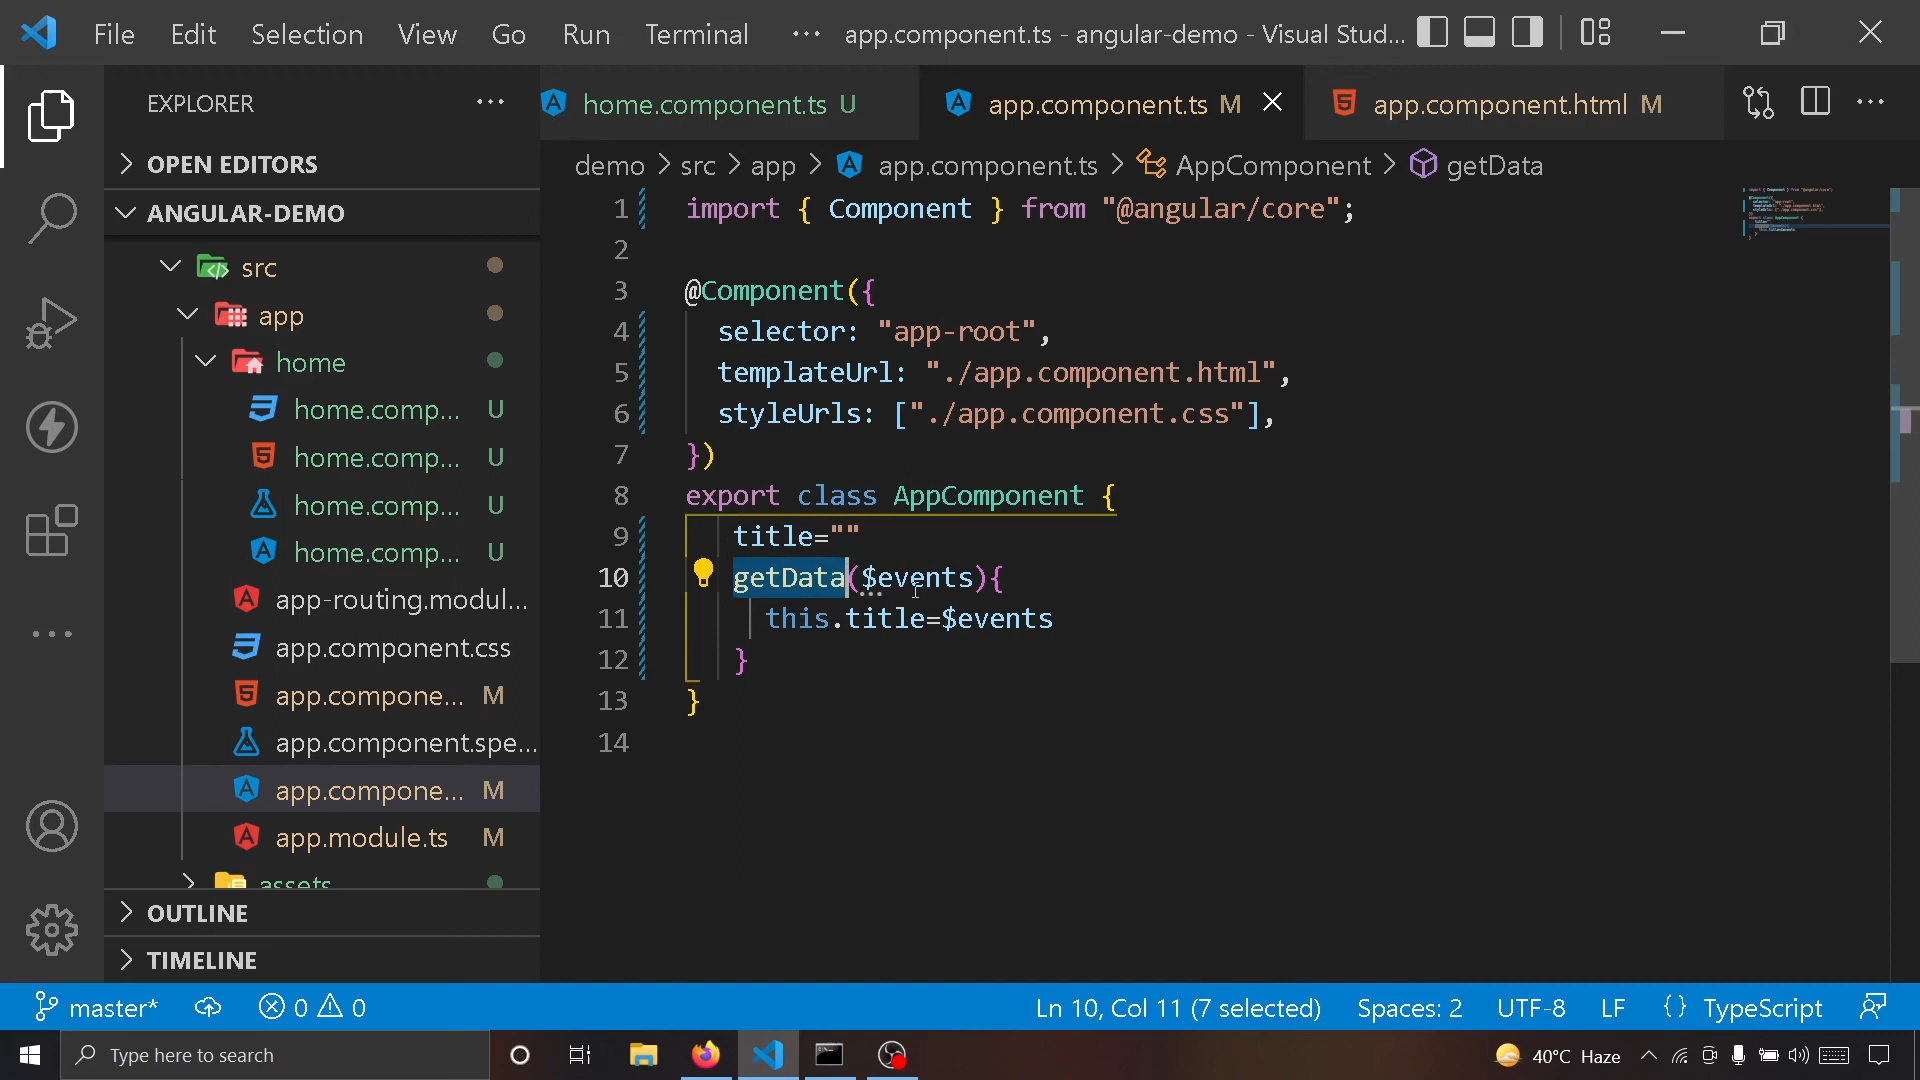 File Edit Selection View Go Run Terminal ··· app.component.ts - angular-demo - Visual Stud...
EXPLORER ···
OPEN EDITORS
ANGULAR-DEMO
src
app
home
home.comp... U
home.comp... U
home.comp... U
home.comp... U
app-routing.modul...
app.component.css
app.compone... M
app.component.spe...
app.compone... M
app.module.ts M
assets
OUTLINE
TIMELINE
home.component.ts U
app.component.ts M
app.component.html M
demo > src > app > app.component.ts > AppComponent > getData
1 import { Component } from "@angular/core";
2
3 @Component({
4 selector: "app-root",
5 templateUrl: "./app.component.html",
6 styleUrls: ["./app.component.css"],
7 })
8 export class AppComponent {
9 title=""
10 getData($events){
11 this.title=$events
12 }
13 }
14
master* 0 0 Ln 10, Col 11 (7 selected) Spaces: 2 UTF-8 LF {} TypeScript
Type here to search 40°C Haze